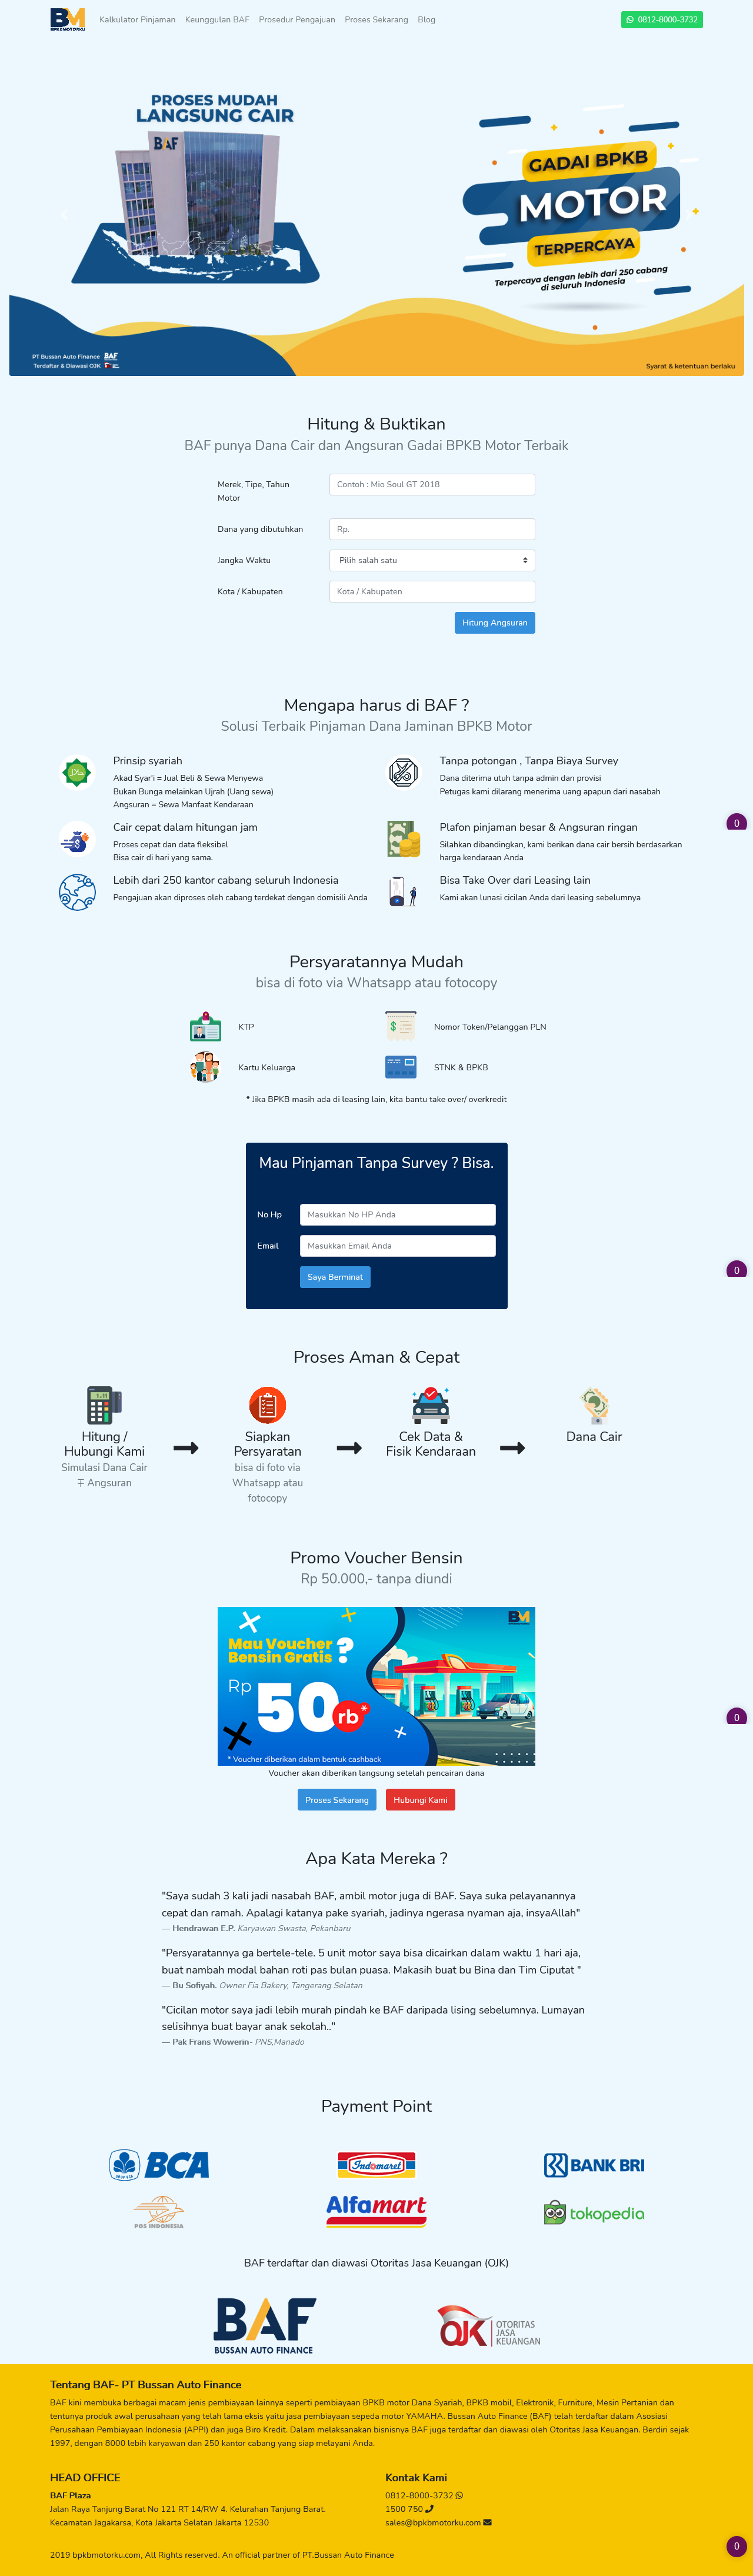 BM
BPKBMOTORKU
Kalkulator Pinjaman
Keunggulan BAF
Prosedur Pengajuan
Proses Sekarang
Blog
0812-8000-3732
PROSES MUDAH
LANGSUNG CAIR
BAF
GADAI BPKB
MOTOR
TERPERCAYA
Terpercaya dengan lebih dari 250 cabang
di seluruh Indonesia
PT Bussan Auto Finance
BAF
Terdaftar & Diawasi OJK
Syarat & ketentuan berlaku
Hitung & Buktikan
BAF punya Dana Cair dan Angsuran Gadai BPKB Motor Terbaik
Merek, Tipe, Tahun
Motor
Contoh : Mio Soul GT 2018
Dana yang dibutuhkan
Rp.
Jangka Waktu
Pilih salah satu
Kota / Kabupaten
Kota / Kabupaten
Hitung Angsuran
Mengapa harus di BAF ?
Solusi Terbaik Pinjaman Dana Jaminan BPKB Motor
Prinsip syariah
Akad Syar'i = Jual Beli & Sewa Menyewa
Bukan Bunga melainkan Ujrah (Uang sewa)
Angsuran = Sewa Manfaat Kendaraan
Tanpa potongan , Tanpa Biaya Survey
Dana diterima utuh tanpa admin dan provisi
Petugas kami dilarang menerima uang apapun dari nasabah
0
Cair cepat dalam hitungan jam
Proses cepat dan data fleksibel
Bisa cair di hari yang sama.
Plafon pinjaman besar & Angsuran ringan
Silahkan dibandingkan, kami berikan dana cair bersih berdasarkan
harga kendaraan Anda
Lebih dari 250 kantor cabang seluruh Indonesia
Pengajuan akan diproses oleh cabang terdekat dengan domisili Anda
Bisa Take Over dari Leasing lain
Kami akan lunasi cicilan Anda dari leasing sebelumnya
Persyaratannya Mudah
bisa di foto via Whatsapp atau fotocopy
KTP
Nomor Token/Pelanggan PLN
Kartu Keluarga
STNK & BPKB
* Jika BPKB masih ada di leasing lain, kita bantu take over/ overkredit
Mau Pinjaman Tanpa Survey ? Bisa.
No Hp
Masukkan No HP Anda
Email
Masukkan Email Anda
Saya Berminat
0
Proses Aman & Cepat
Hitung /
Hubungi Kami
Simulasi Dana Cair
∓ Angsuran
Siapkan
Persyaratan
bisa di foto via
Whatsapp atau
fotocopy
Cek Data &
Fisik Kendaraan
Dana Cair
Promo Voucher Bensin
Rp 50.000,- tanpa diundi
BM
Mau Voucher
Bensin Gratis ?
Rp
50
rb*
* Voucher diberikan dalam bentuk cashback
0
Voucher akan diberikan langsung setelah pencairan dana
Proses Sekarang
Hubungi Kami
Apa Kata Mereka ?
"Saya sudah 3 kali jadi nasabah BAF, ambil motor juga di BAF. Saya suka pelayanannya
cepat dan ramah. Apalagi katanya pake syariah, jadinya ngerasa nyaman aja, insyaAllah"
— Hendrawan E.P. Karyawan Swasta, Pekanbaru
"Persyaratannya ga bertele-tele. 5 unit motor saya bisa dicairkan dalam waktu 1 hari aja,
buat nambah modal bahan roti pas bulan puasa. Makasih buat bu Bina dan Tim Ciputat "
— Bu Sofiyah. Owner Fia Bakery, Tangerang Selatan
"Cicilan motor saya jadi lebih murah pindah ke BAF daripada lising sebelumnya. Lumayan
selisihnya buat bayar anak sekolah.."
— Pak Frans Wowerin- PNS,Manado
Payment Point
BCA
Indomaret
BANK BRI
POS INDONESIA
Alfamart
tokopedia
BAF terdaftar dan diawasi Otoritas Jasa Keuangan (OJK)
BAF
BUSSAN AUTO FINANCE
OJK
OTORITAS
JASA
KEUANGAN
Tentang BAF- PT Bussan Auto Finance
BAF kini membuka berbagai macam jenis pembiayaan lainnya seperti pembiayaan BPKB motor Dana Syariah, BPKB mobil, Elektronik, Furniture, Mesin Pertanian dan
tentunya produk awal perusahaan yang telah lama eksis yaitu jasa pembiayaan sepeda motor YAMAHA. Bussan Auto Finance (BAF) telah terdaftar dalam Asosiasi
Perusahaan Pembiayaan Indonesia (APPI) dan juga Biro Kredit. Dalam melaksanakan bisnisnya BAF juga terdaftar dan diawasi oleh Otoritas Jasa Keuangan. Berdiri sejak
1997, dengan 8000 lebih karyawan dan 250 kantor cabang yang siap melayani Anda.
HEAD OFFICE
BAF Plaza
Jalan Raya Tanjung Barat No 121 RT 14/RW 4. Kelurahan Tanjung Barat.
Kecamatan Jagakarsa, Kota Jakarta Selatan Jakarta 12530
Kontak Kami
0812-8000-3732
1500 750
sales@bpkbmotorku.com
0
2019 bpkbmotorku.com, All Rights reserved. An official partner of PT.Bussan Auto Finance